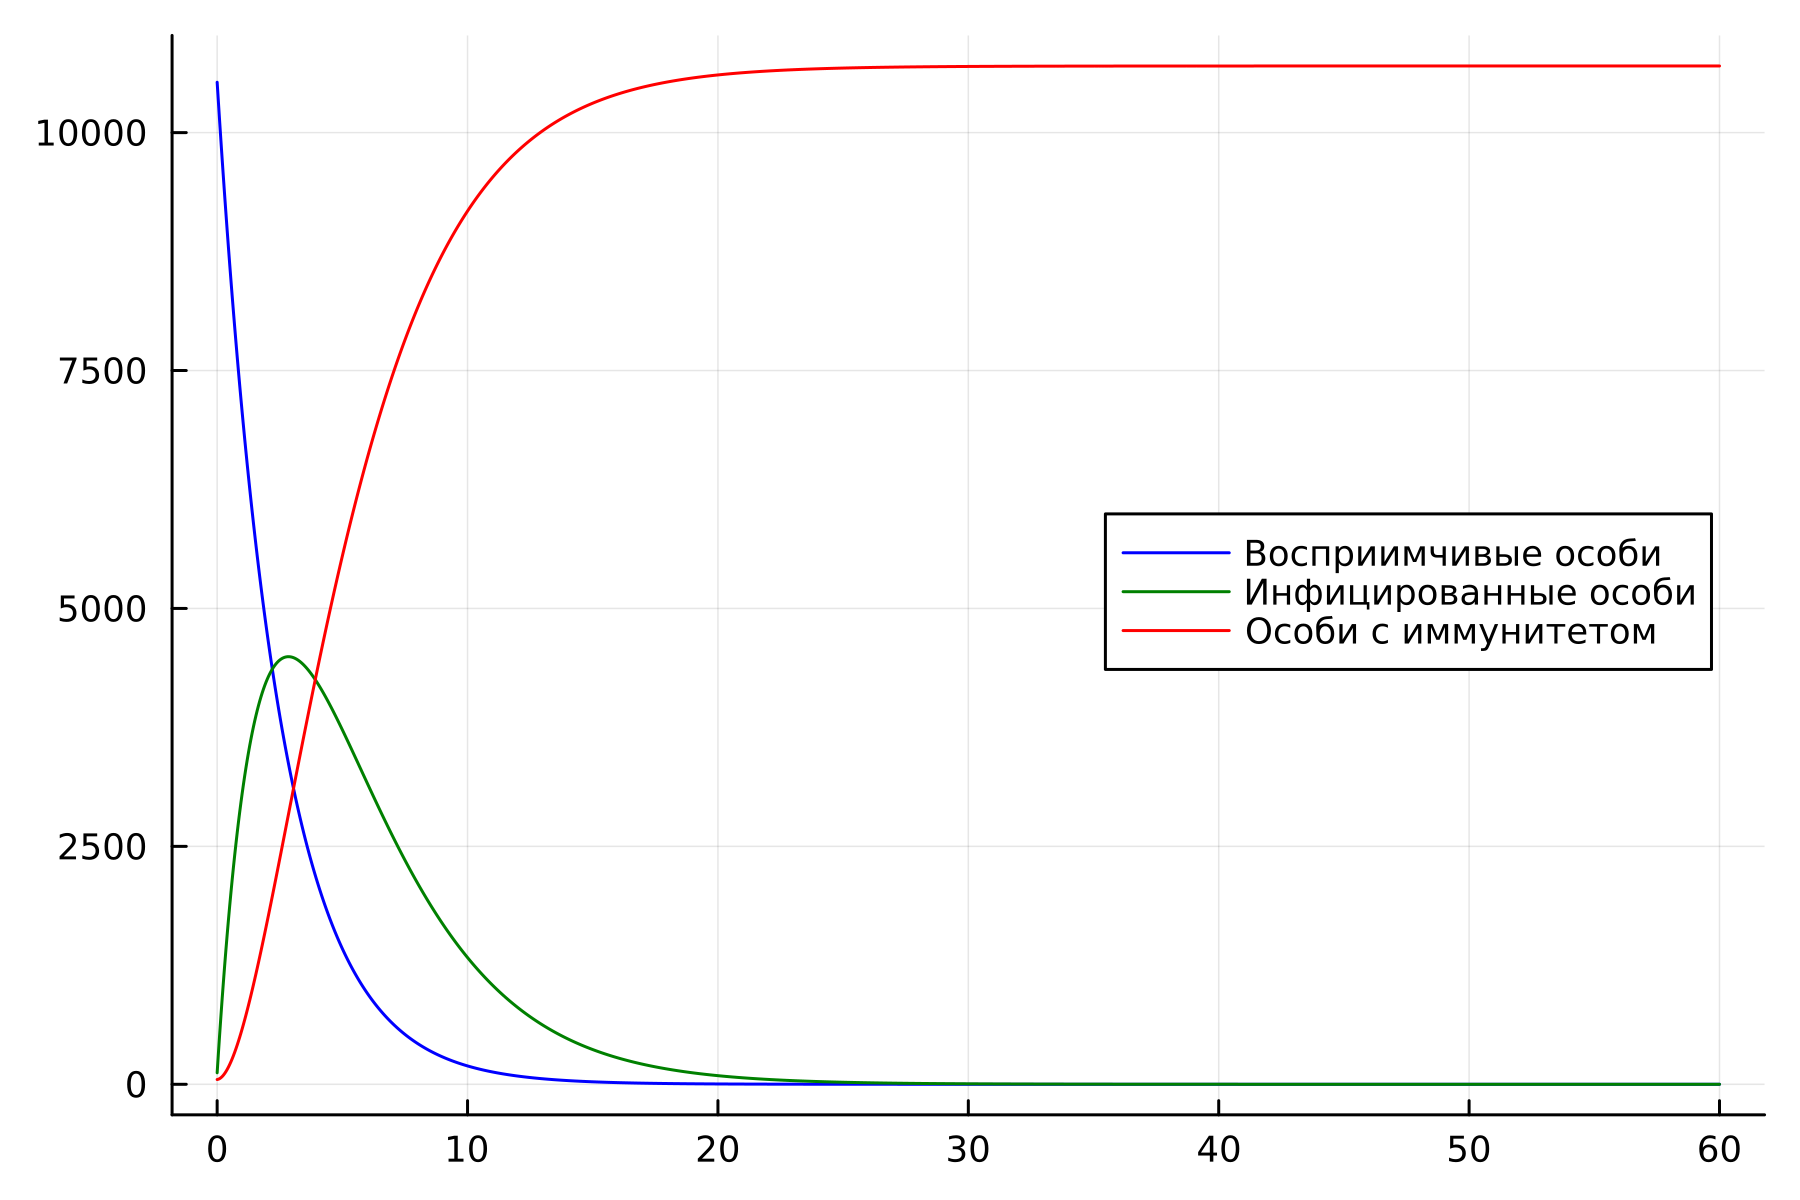 10000
7500
5000
2500
0
Восприимчивые особи
Инфицированные особи
Особи с иммунитетом
0 10 20 30 40 50 60